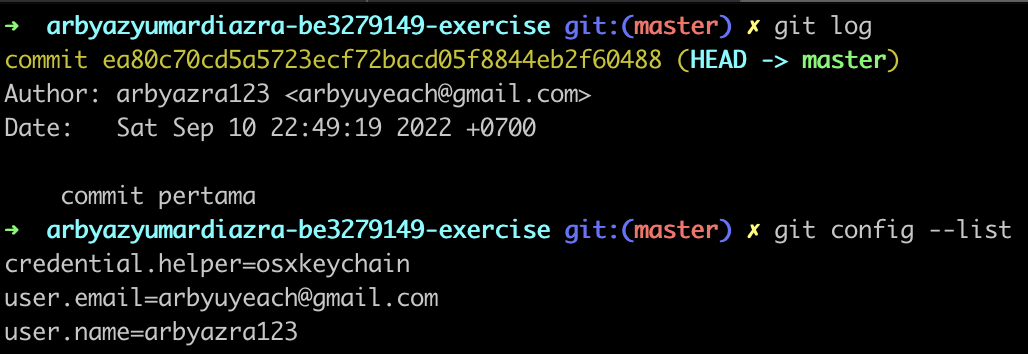 ➜  arbyazyumardiazra-be3279149-exercise git:(master) ✗ git log
commit ea80c70cd5a5723ecf72bacd05f8844eb2f60488 (HEAD -> master)
Author: arbyazra123 <arbyuyeach@gmail.com>
Date:   Sat Sep 10 22:49:19 2022 +0700
    commit pertama
➜  arbyazyumardiazra-be3279149-exercise git:(master) ✗ git config --list
credential.helper=osxkeychain
user.email=arbyuyeach@gmail.com
user.name=arbyazra123